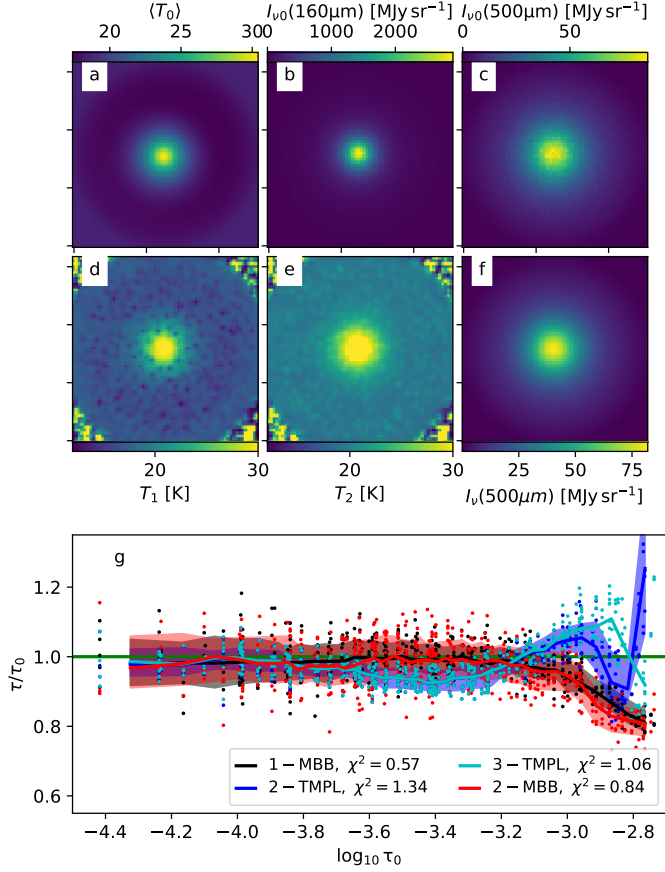 ⟨T₀⟩ I_ν0(160μm) [MJy sr⁻¹] I_ν0(500μm) [MJy sr⁻¹]
20 25 30 0 1000 2000 0 50
a b c
d e f
20 30 20 30 0 25 50 75
T₁ [K] T₂ [K] I_ν(500μm) [MJy sr⁻¹]
g
1.2
1.0
0.8
0.6
τ/τ₀
1−MBB, χ² = 0.57 3−TMPL, χ² = 1.06
2−TMPL, χ² = 1.34 2−MBB, χ² = 0.84
−4.4 −4.2 −4.0 −3.8 −3.6 −3.4 −3.2 −3.0 −2.8
log₁₀ τ₀